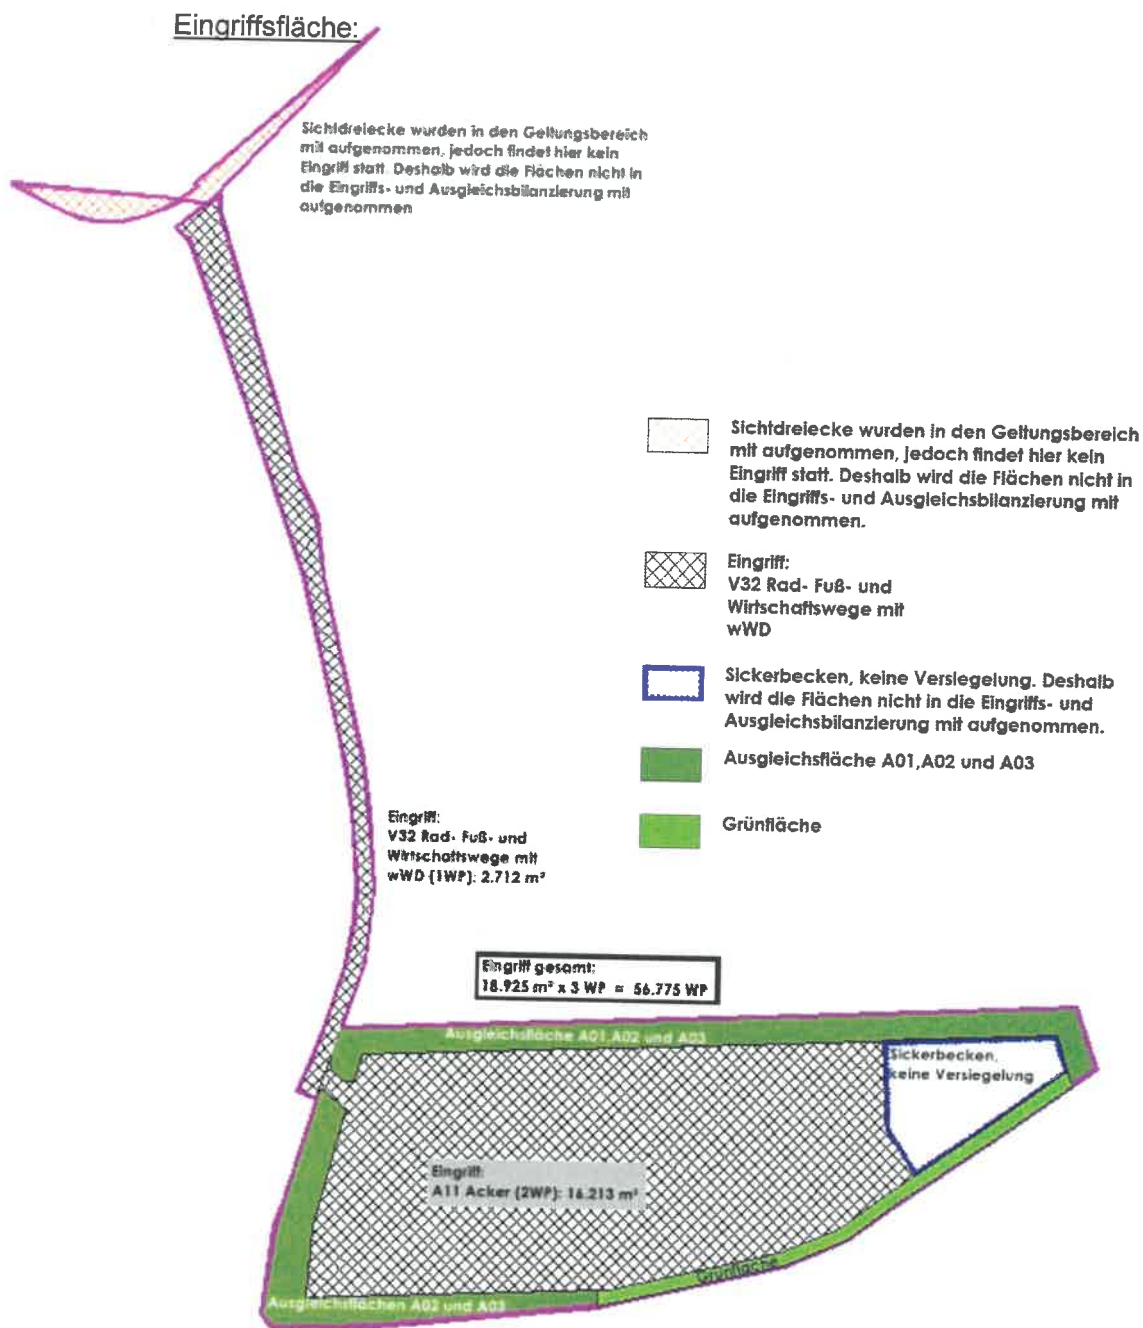 Eingriffsfläche:
Sichtdreiecke wurden in den Geltungsbereich
mit aufgenommen, jedoch findet hier kein
Eingriff statt. Deshalb wird die Flächen nicht in
die Eingriffs- und Ausgleichsbilanzierung mit
aufgenommen
Sichtdreiecke wurden in den Geltungsbereich
mit aufgenommen, jedoch findet hier kein
Eingriff statt. Deshalb wird die Flächen nicht in
die Eingriffs- und Ausgleichsbilanzierung mit
aufgenommen.
Eingriff:
V32 Rad- Fuß- und
Wirtschaftswege mit
wWD
Sickerbecken, keine Versiegelung. Deshalb
wird die Flächen nicht in die Eingriffs- und
Ausgleichsbilanzierung mit aufgenommen.
Ausgleichsfläche A01,A02 und A03
Grünfläche
Eingriff:
V32 Rad- Fuß- und
Wirtschaftswege mit
wWD (1WP): 2.712 m²
Eingriff gesamt:
18.925 m² x 3 WP = 56.775 WP
Ausgleichsfläche A01,A02 und A03
Sickerbecken,
keine Versiegelung
Eingriff:
A11 Acker (2WP): 16.213 m²
Grünfläche
Ausgleichsflächen A02 und A03